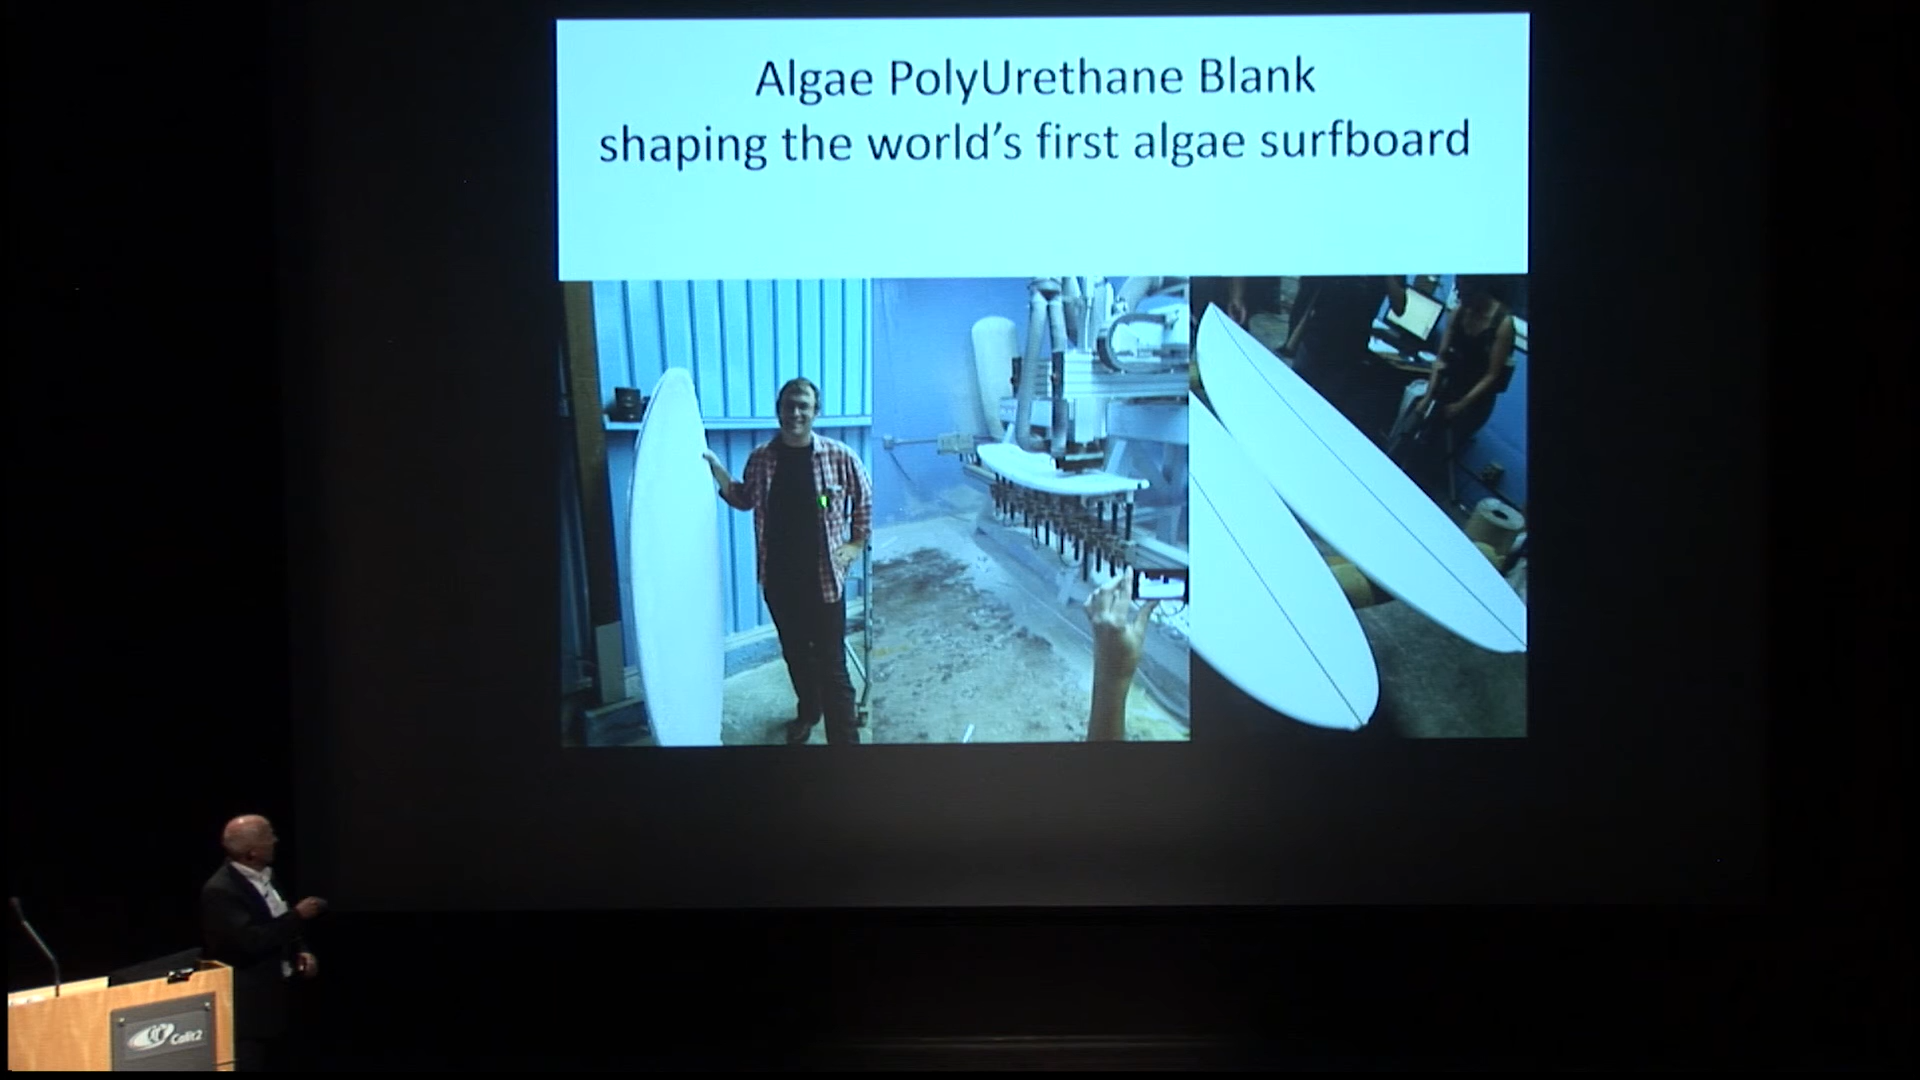 Algae PolyUrethane Blank
shaping the world's first algae surfboard
Calit2